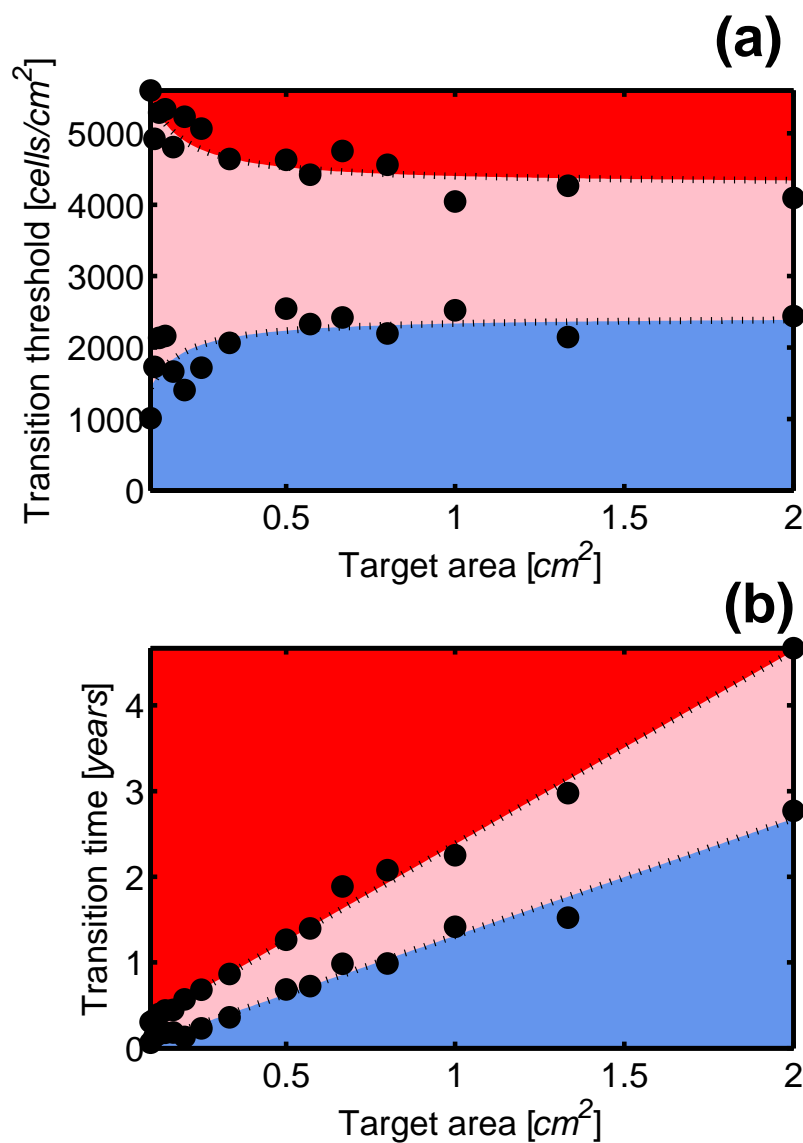 (a)
Transition threshold [cells/cm²]
5000
4000
3000
2000
1000
0
0.5 1 1.5 2
Target area [cm²]
(b)
Transition time [years]
4
3
2
1
0
0.5 1 1.5 2
Target area [cm²]